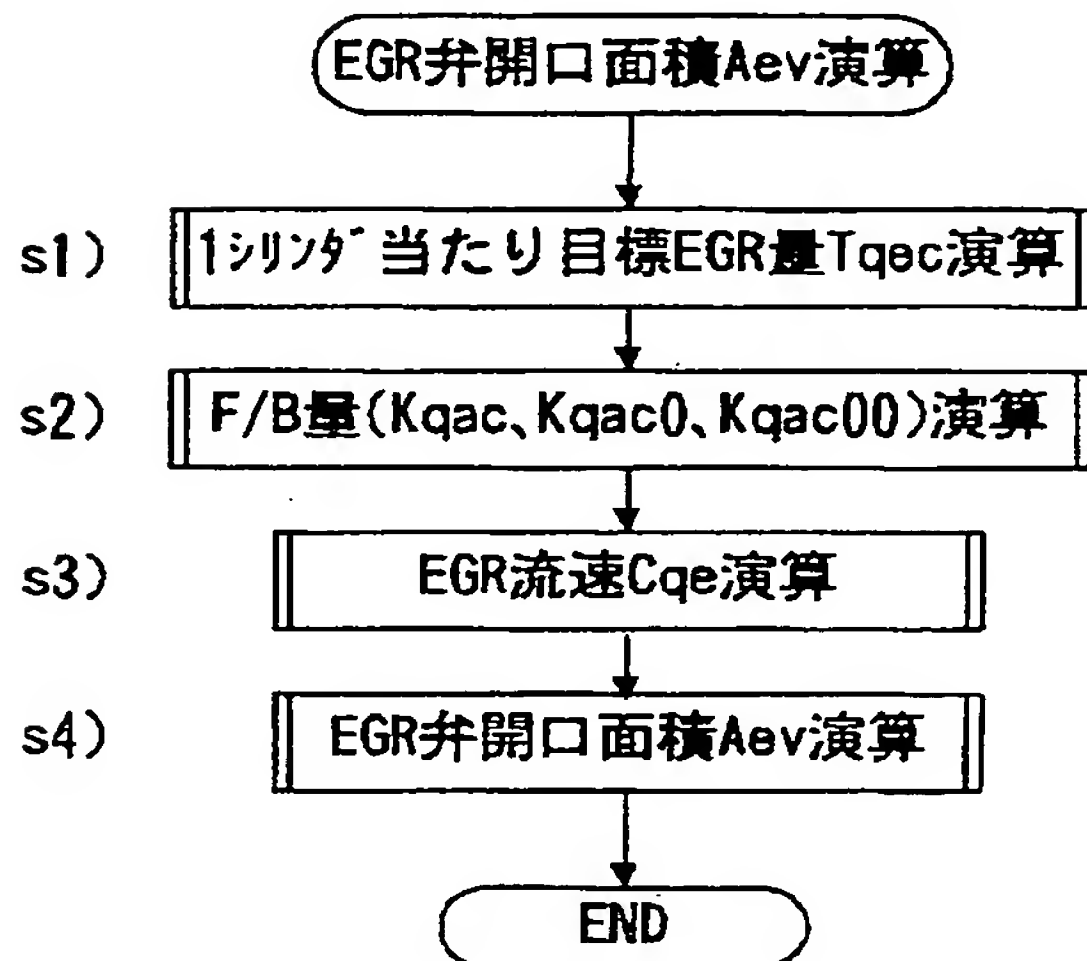 EGR弁開口面積Aev演算
s1) 1シリンダ当たり目標EGR量Tqec演算
s2) F/B量(Kqac、Kqac0、Kqac00)演算
s3) EGR流速Cqe演算
s4) EGR弁開口面積Aev演算
END